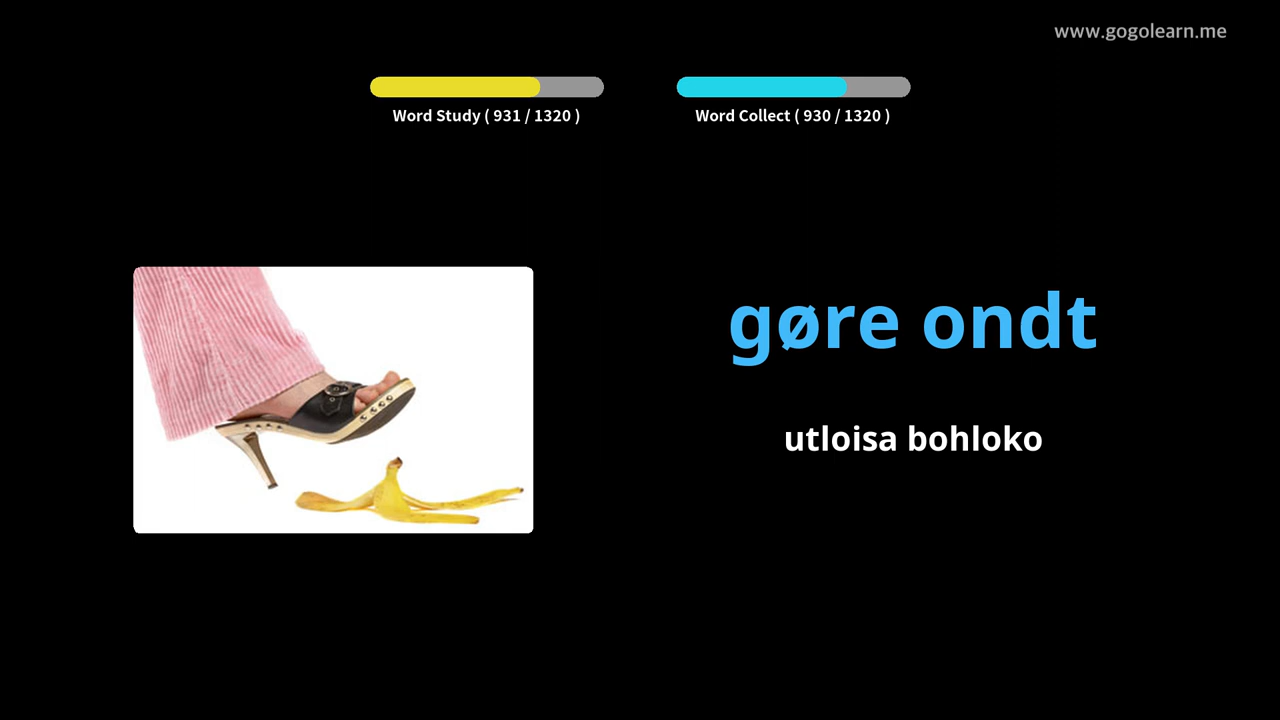 www.gogolearn.me
Word Study ( 931 / 1320 )
Word Collect ( 930 / 1320 )
gøre ondt
utloisa bohloko